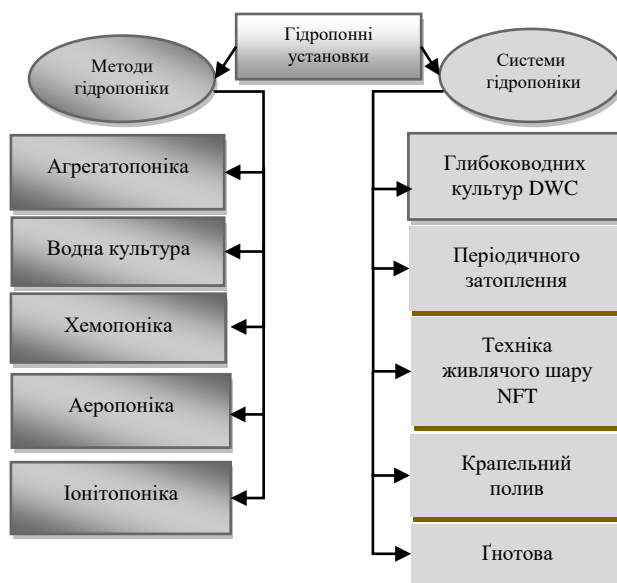 Гідропонні
установки
Методи
гідропоніки
Системи
гідропоніки
Агрегатопоніка
Водна культура
Хемопоніка
Аеропоніка
Іонітопоніка
Глибоководних
культур DWC
Періодичного
затоплення
Техніка
живлячого шару
NFT
Крапельний
полив
Ґнотова